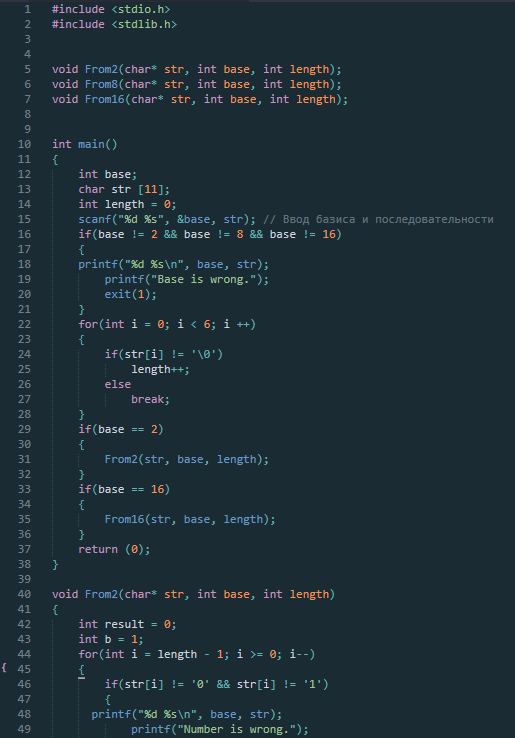 1 #include <stdio.h>
2 #include <stdlib.h>
3
4
5 void From2(char* str, int base, int length);
6 void From8(char* str, int base, int length);
7 void From16(char* str, int base, int length);
8
9
10 int main()
11 {
12     int base;
13     char str [11];
14     int length = 0;
15     scanf("%d %s", &base, str); // Ввод базиса и последовательности
16     if(base != 2 && base != 8 && base != 16)
17     {
18     printf("%d %s\n", base, str);
19         printf("Base is wrong.");
20         exit(1);
21     }
22     for(int i = 0; i < 6; i ++)
23     {
24         if(str[i] != '\0')
25             length++;
26         else
27             break;
28     }
29     if(base == 2)
30     {
31         From2(str, base, length);
32     }
33     if(base == 16)
34     {
35         From16(str, base, length);
36     }
37     return (0);
38 }
39
40 void From2(char* str, int base, int length)
41 {
42     int result = 0;
43     int b = 1;
44     for(int i = length - 1; i >= 0; i--)
{ 45     {
46         if(str[i] != '0' && str[i] != '1')
47         {
48       printf("%d %s\n", base, str);
49             printf("Number is wrong.");